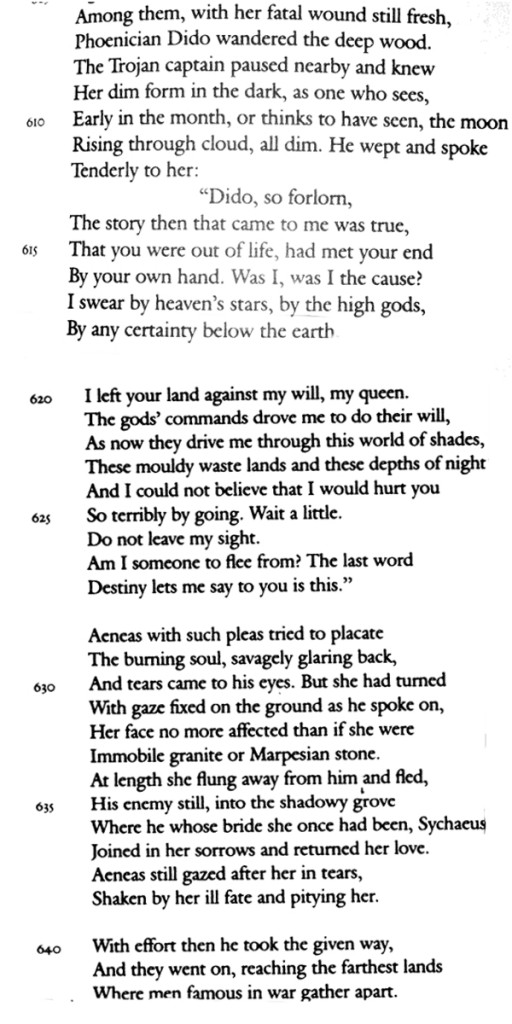 Among them, with her fatal wound still fresh,
Phoenician Dido wandered the deep wood.
The Trojan captain paused nearby and knew
Her dim form in the dark, as one who sees,
610 Early in the month, or thinks to have seen, the moon
Rising through cloud, all dim. He wept and spoke
Tenderly to her:
“Dido, so forlorn,
The story then that came to me was true,
615 That you were out of life, had met your end
By your own hand. Was I, was I the cause?
I swear by heaven’s stars, by the high gods,
By any certainty below the earth
620 I left your land against my will, my queen.
The gods’ commands drove me to do their will,
As now they drive me through this world of shades,
These mouldy waste lands and these depths of night
And I could not believe that I would hurt you
625 So terribly by going. Wait a little.
Do not leave my sight.
Am I someone to flee from? The last word
Destiny lets me say to you is this.”
Aeneas with such pleas tried to placate
The burning soul, savagely glaring back,
630 And tears came to his eyes. But she had turned
With gaze fixed on the ground as he spoke on,
Her face no more affected than if she were
Immobile granite or Marpesian stone.
At length she flung away from him and fled,
635 His enemy still, into the shadowy grove
Where he whose bride she once had been, Sychaeus
Joined in her sorrows and returned her love.
Aeneas still gazed after her in tears,
Shaken by her ill fate and pitying her.
640 With effort then he took the given way,
And they went on, reaching the farthest lands
Where men famous in war gather apart.